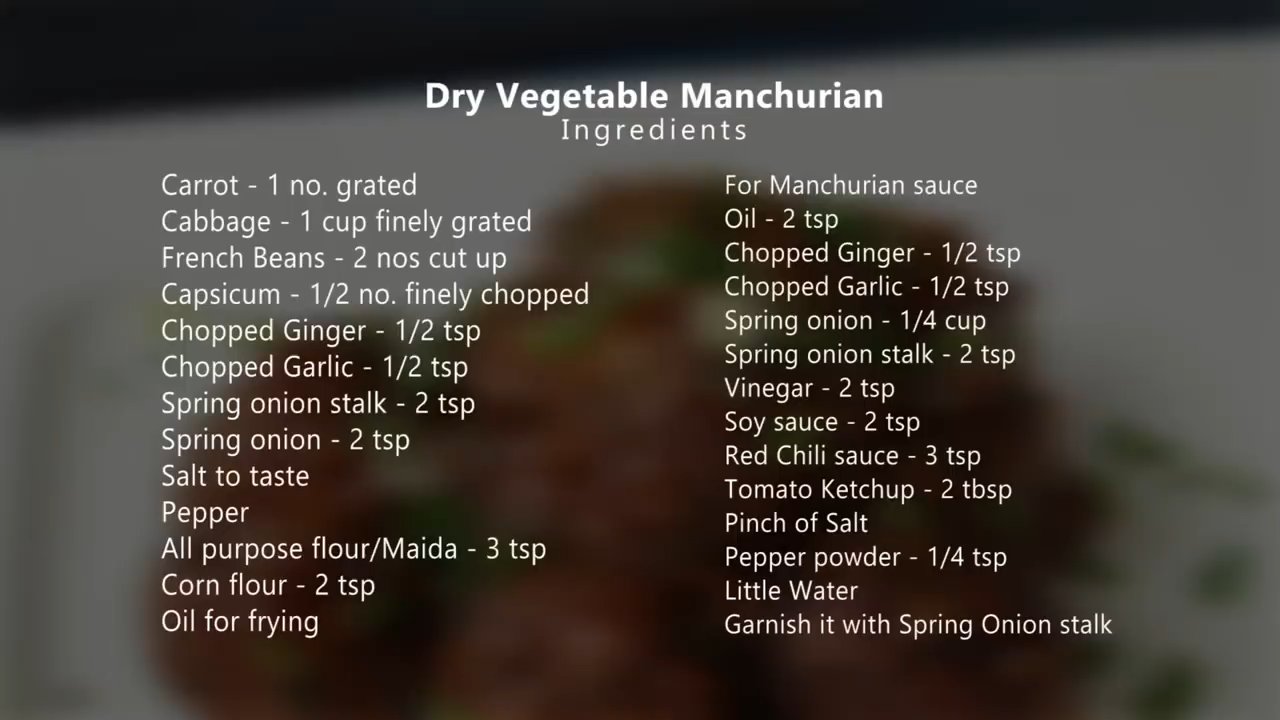 Dry Vegetable Manchurian
Ingredients
Carrot - 1 no. grated
Cabbage - 1 cup finely grated
French Beans - 2 nos cut up
Capsicum - 1/2 no. finely chopped
Chopped Ginger - 1/2 tsp
Chopped Garlic - 1/2 tsp
Spring onion stalk - 2 tsp
Spring onion - 2 tsp
Salt to taste
Pepper
All purpose flour/Maida - 3 tsp
Corn flour - 2 tsp
Oil for frying
For Manchurian sauce
Oil - 2 tsp
Chopped Ginger - 1/2 tsp
Chopped Garlic - 1/2 tsp
Spring onion - 1/4 cup
Spring onion stalk - 2 tsp
Vinegar - 2 tsp
Soy sauce - 2 tsp
Red Chili sauce - 3 tsp
Tomato Ketchup - 2 tbsp
Pinch of Salt
Pepper powder - 1/4 tsp
Little Water
Garnish it with Spring Onion stalk